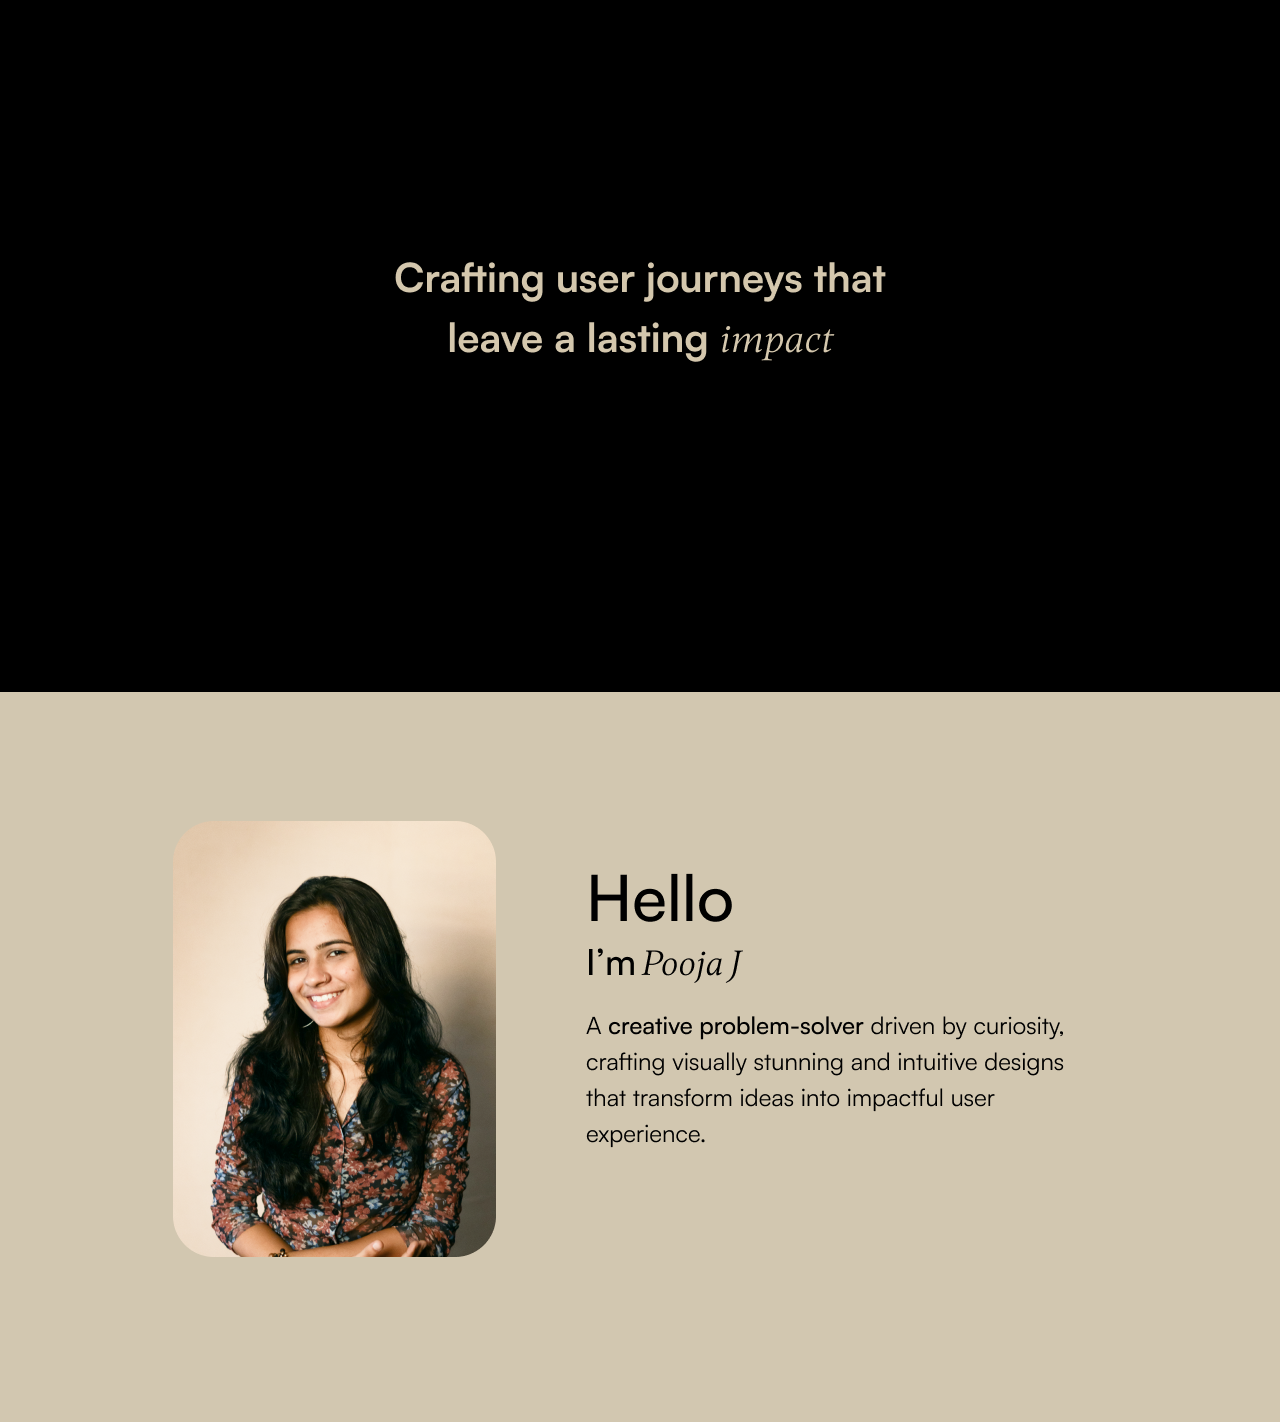 Crafting user journeys that
leave a lasting impact
Hello
I’m Pooja J
A creative problem-solver driven by curiosity,
crafting visually stunning and intuitive designs
that transform ideas into impactful user
experience.